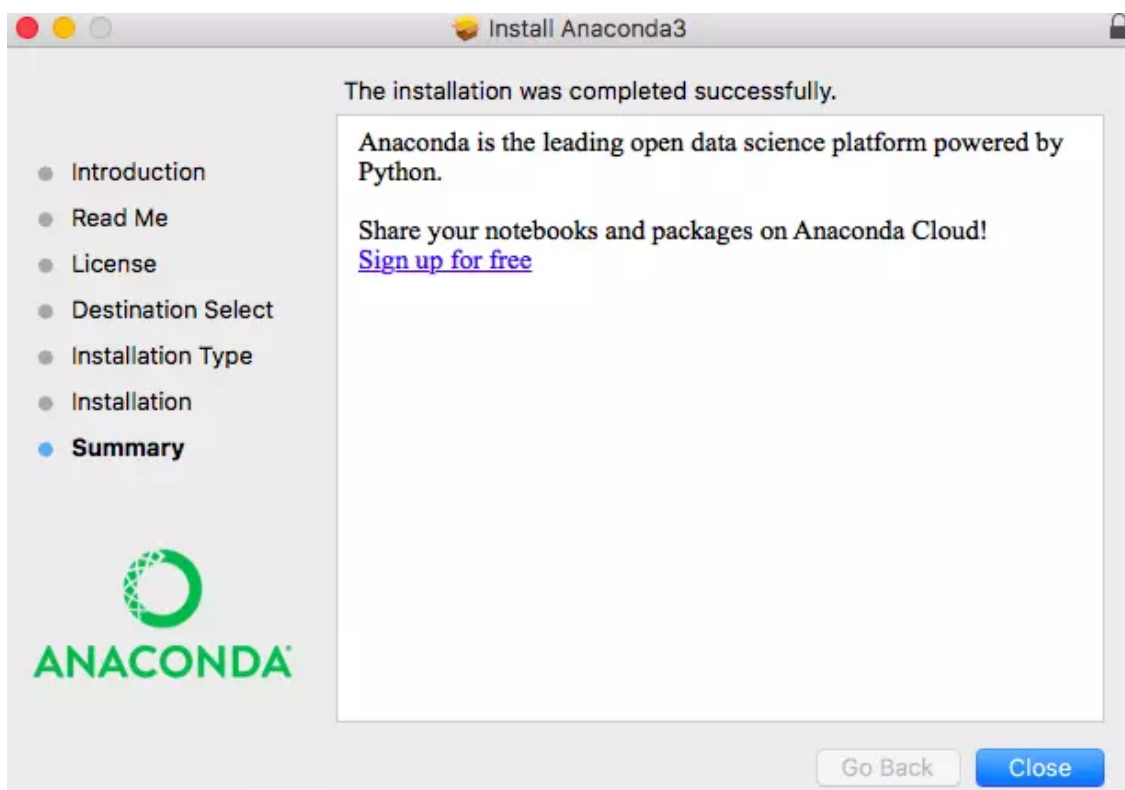 Install Anaconda3
The installation was completed successfully.
Introduction
Read Me
License
Destination Select
Installation Type
Installation
Summary
ANACONDA
Anaconda is the leading open data science platform powered by
Python.
Share your notebooks and packages on Anaconda Cloud!
Sign up for free
Go Back
Close